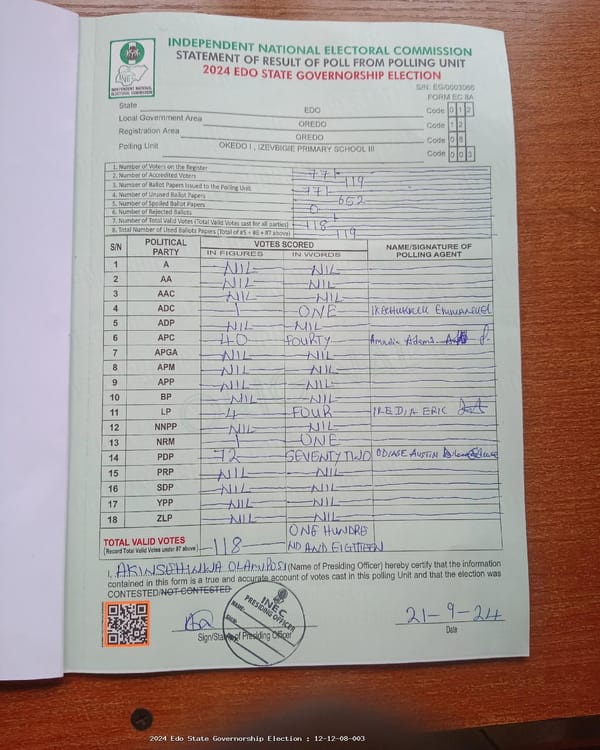 INDEPENDENT NATIONAL ELECTORAL COMMISSION
STATEMENT OF RESULT OF POLL FROM POLLING UNIT
2024 EDO STATE GOVERNORSHIP ELECTION
S/N: EG/0003066
FORM EC 8A
INEC
INDEPENDENT NATIONAL ELECTORAL COMMISSION
State EDO Code 0 1 2
Local Government Area OREDO Code 1 2
Registration Area OREDO Code 0 8
Polling Unit OKEDO I , IZEVBIGIE PRIMARY SCHOOL III Code 0 0 3
1. Number of Voters on the Register 771
2. Number of Accredited Voters 119
3. Number of Ballot Papers Issued to the Polling Unit 771
4. Number of Unused Ballot Papers 652
5. Number of Spoiled Ballot Papers 0
6. Number of Rejected Ballots 1
7. Number of Total Valid Votes (Total Valid Votes cast for all parties) 118
8. Total Number of Used Ballots Papers (Total of #5 + #6 + #7 above) 119
S/N POLITICAL PARTY VOTES SCORED NAME/SIGNATURE OF POLLING AGENT
IN FIGURES IN WORDS
1 A NIL NIL
2 AA NIL NIL
3 AAC NIL NIL
4 ADC 1 ONE IKECHUKWUK EMMANUEL
5 ADP NIL NIL
6 APC 40 FOURTY Amadin Adams
7 APGA NIL NIL
8 APM NIL NIL
9 APP NIL NIL
10 BP NIL NIL
11 LP 4 FOUR IREDIA ERIC
12 NNPP NIL NIL
13 NRM 1 ONE
14 PDP 72 SEVENTYTWO ODIASE AUSTIN
15 PRP NIL NIL
16 SDP NIL NIL
17 YPP NIL NIL
18 ZLP NIL NIL
TOTAL VALID VOTES 118 ONE HUNDRE
(Record Total Valid Votes under #7 above) ND AND EIGTTEEN
I, AKINSEHINWA OLANIPOSI (Name of Presiding Officer) hereby certify that the information
contained in this form is a true and accurate account of votes cast in this polling Unit and that the election was
CONTESTED/NOT CONTESTED
INEC
PRESIDING OFFICER
NAME:
SIGN:
Sign/Stamp of Presiding Officer
21-9-24
Date
2024 Edo State Governorship Election : 12-12-08-003